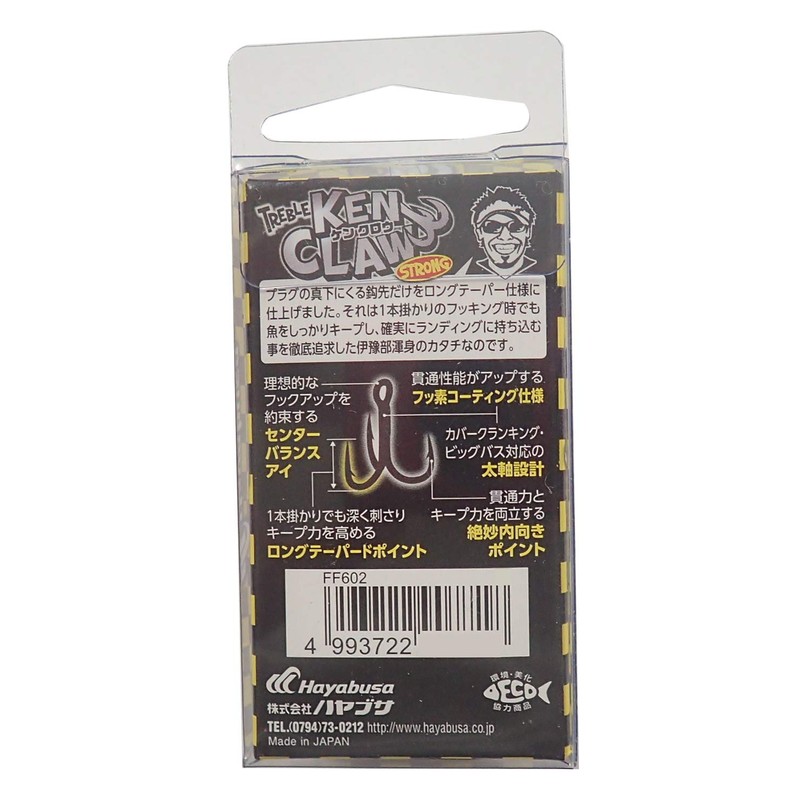 TREBLE KEN
ケンクロウ
CLAW
STRONG
プラグの真下にくる鈎先だけをロングテーパー仕様に
仕上げました。それは1本掛かりのフッキング時でも
魚をしっかりキープし、確実にランディングに持ち込む
事を徹底追求した伊豫部渾身のカタチなのです。
理想的な
フックアップを
約束する
センター
バランス
アイ
貫通性能がアップする
フッ素コーティング仕様
カバークランキング・
ビッグバス対応の
太軸設計
1本掛かりでも深く刺さり
キープ力を高める
ロングテーパードポイント
貫通力と
キープ力を両立する
絶妙内向き
ポイント
FF602
4 993722
Hayabusa
株式会社 ハヤブサ
TEL.(0794)73-0212 http://www.hayabusa.co.jp
Made in JAPAN
環境・美化
ECO
協力商品